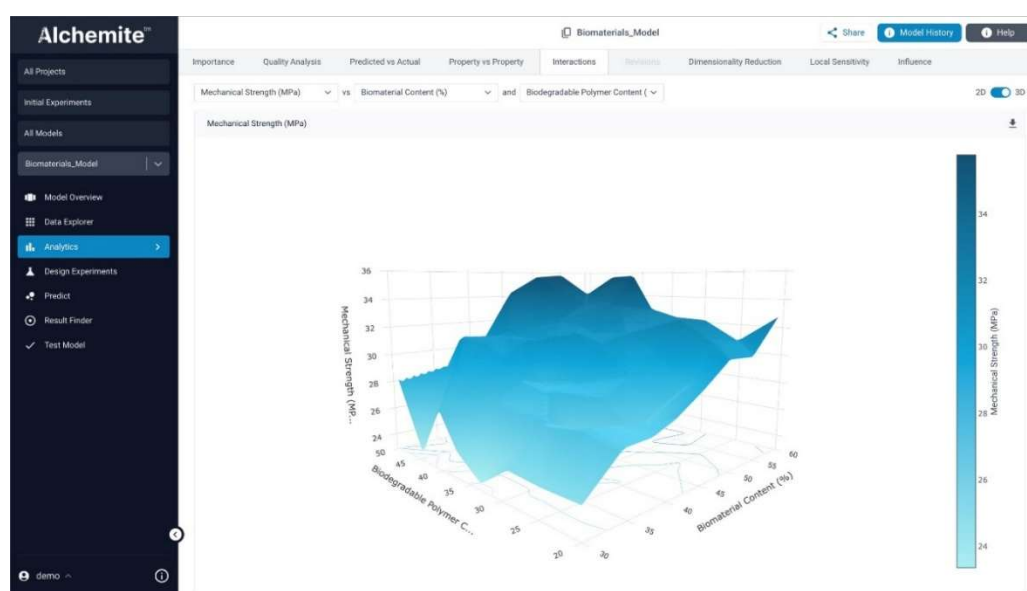 Alchemite™
Biomaterials_Model
Share
Model History
Help
All Projects
Initial Experiments
All Models
Biomaterials_Model
Model Overview
Data Explorer
Analytics
Design Experiments
Predict
Result Finder
Test Model
demo
Importance Quality Analysis Predicted vs Actual Property vs Property Interactions Revisions Dimensionality Reduction Local Sensitivity Influence
Mechanical Strength (MPa) vs Biomaterial Content (%) and Biodegradable Polymer Content (
2D 3D
Mechanical Strength (MPa)
36
34
32
30
28
26
24
Mechanical Strength (MP...
50
45
40
35
30
25
20
Biodegradable Polymer C...
30
35
40
45
50
55
60
Biomaterial Content (%)
34
32
30
28
26
24
Mechanical Strength (MPa)